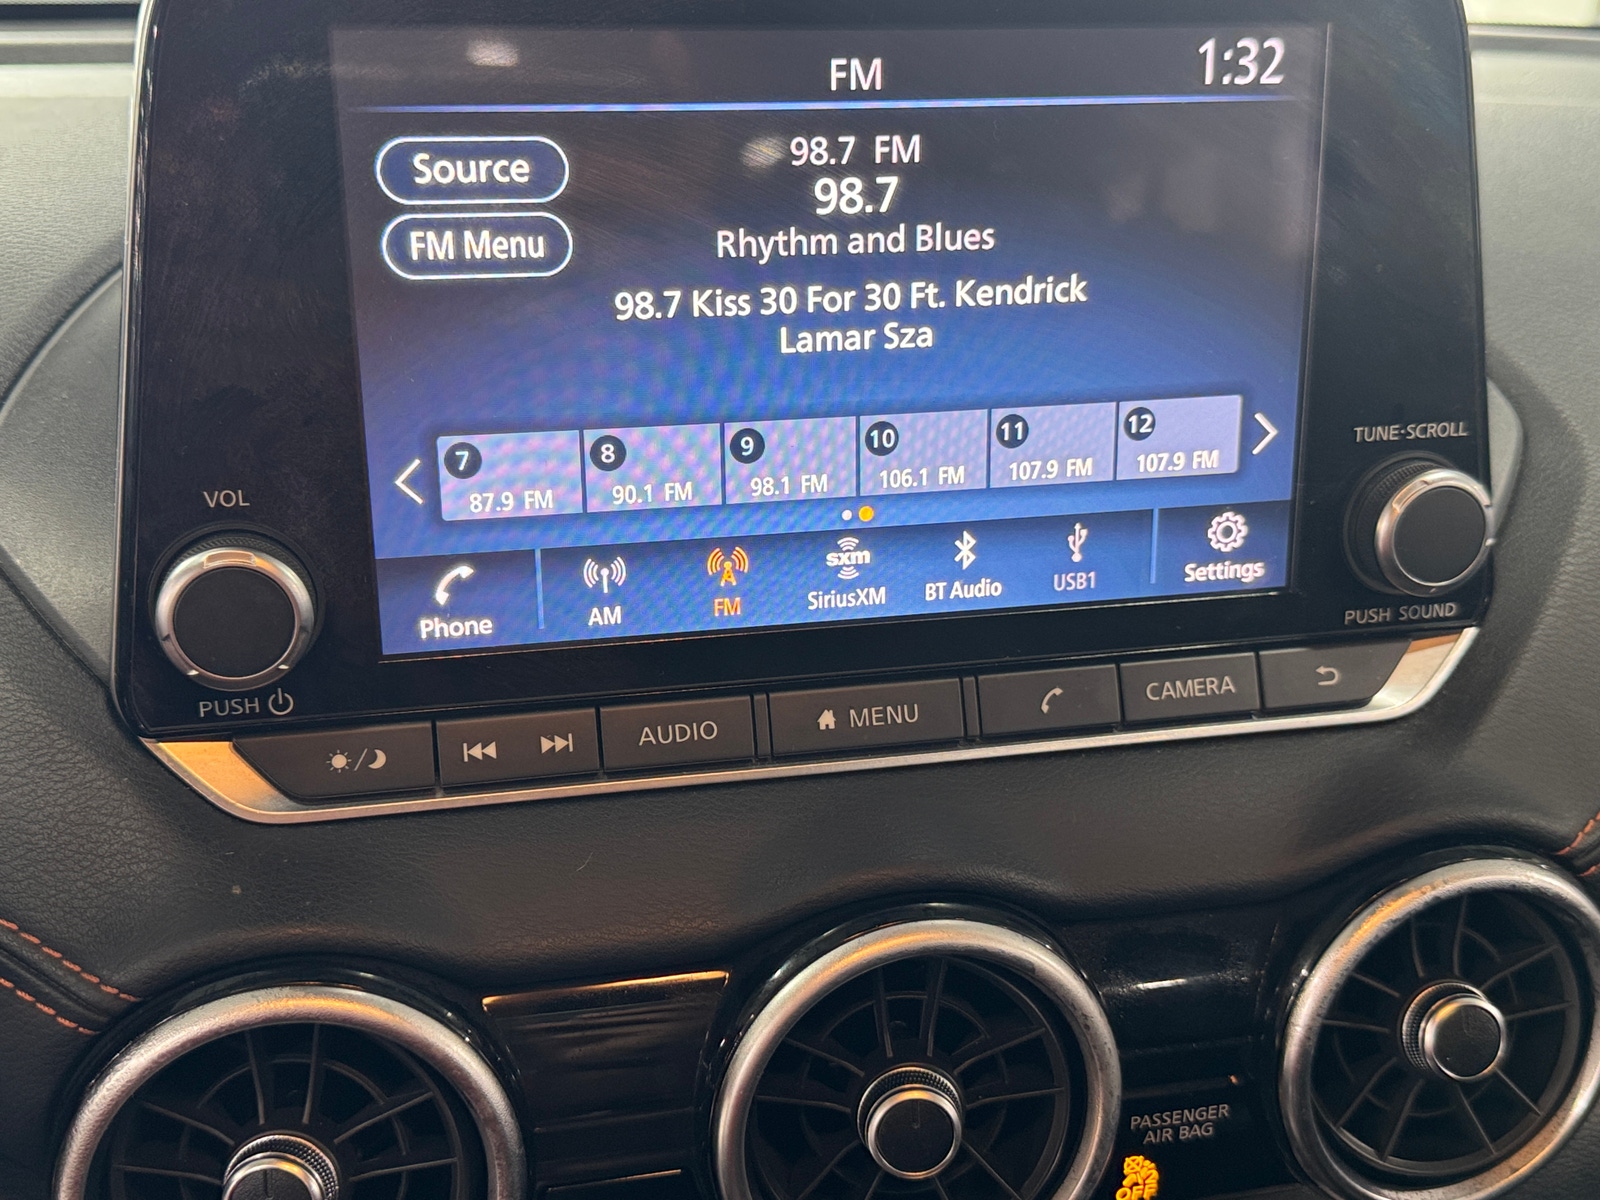 FM
1:32
Source
98.7 FM
98.7
FM Menu
Rhythm and Blues
98.7 Kiss 30 For 30 Ft. Kendrick
Lamar Sza
7 8 9 10 11 12
87.9 FM 90.1 FM 98.1 FM 106.1 FM 107.9 FM 107.9 FM
Phone AM FM sxm SiriusXM BT Audio USB1 Settings
VOL
PUSH
TUNE·SCROLL
PUSH SOUND
AUDIO MENU CAMERA
PASSENGER
AIR BAG
OFF